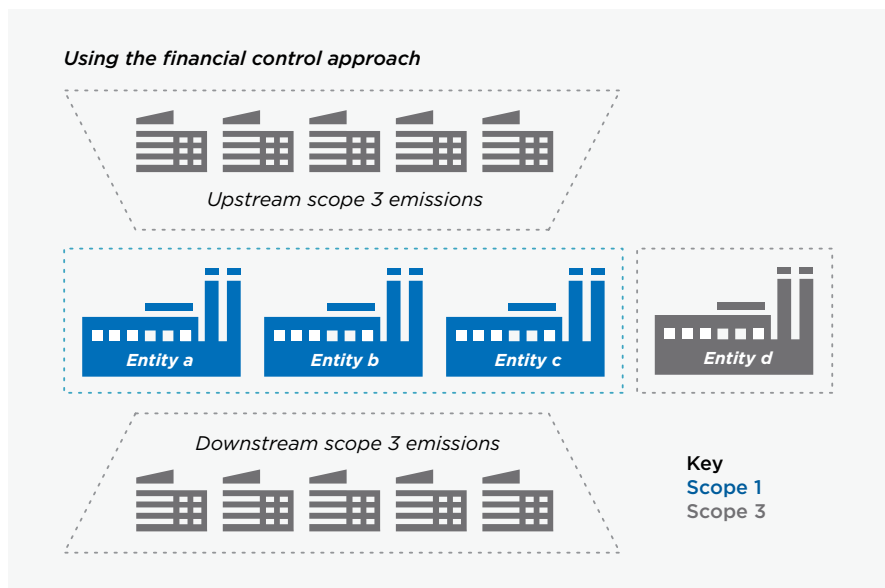 Using the financial control approach
Upstream scope 3 emissions
Entity a
Entity b
Entity c
Entity d
Downstream scope 3 emissions
Key
Scope 1
Scope 3